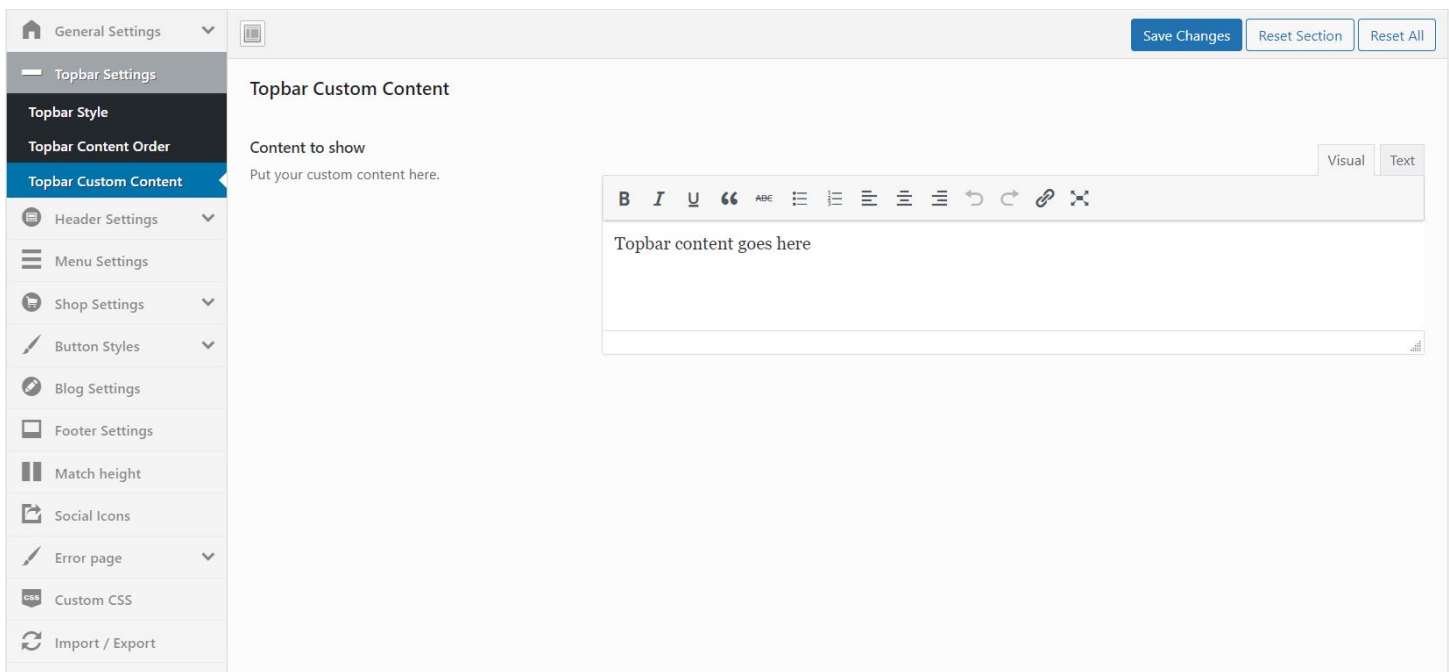 General Settings
Save Changes
Reset Section
Reset All
Topbar Settings
Topbar Custom Content
Topbar Style
Topbar Content Order
Topbar Custom Content
Content to show
Put your custom content here.
Visual
Text
B I U ABC
Topbar content goes here
Header Settings
Menu Settings
Shop Settings
Button Styles
Blog Settings
Footer Settings
Match height
Social Icons
Error page
CSS
Custom CSS
Import / Export